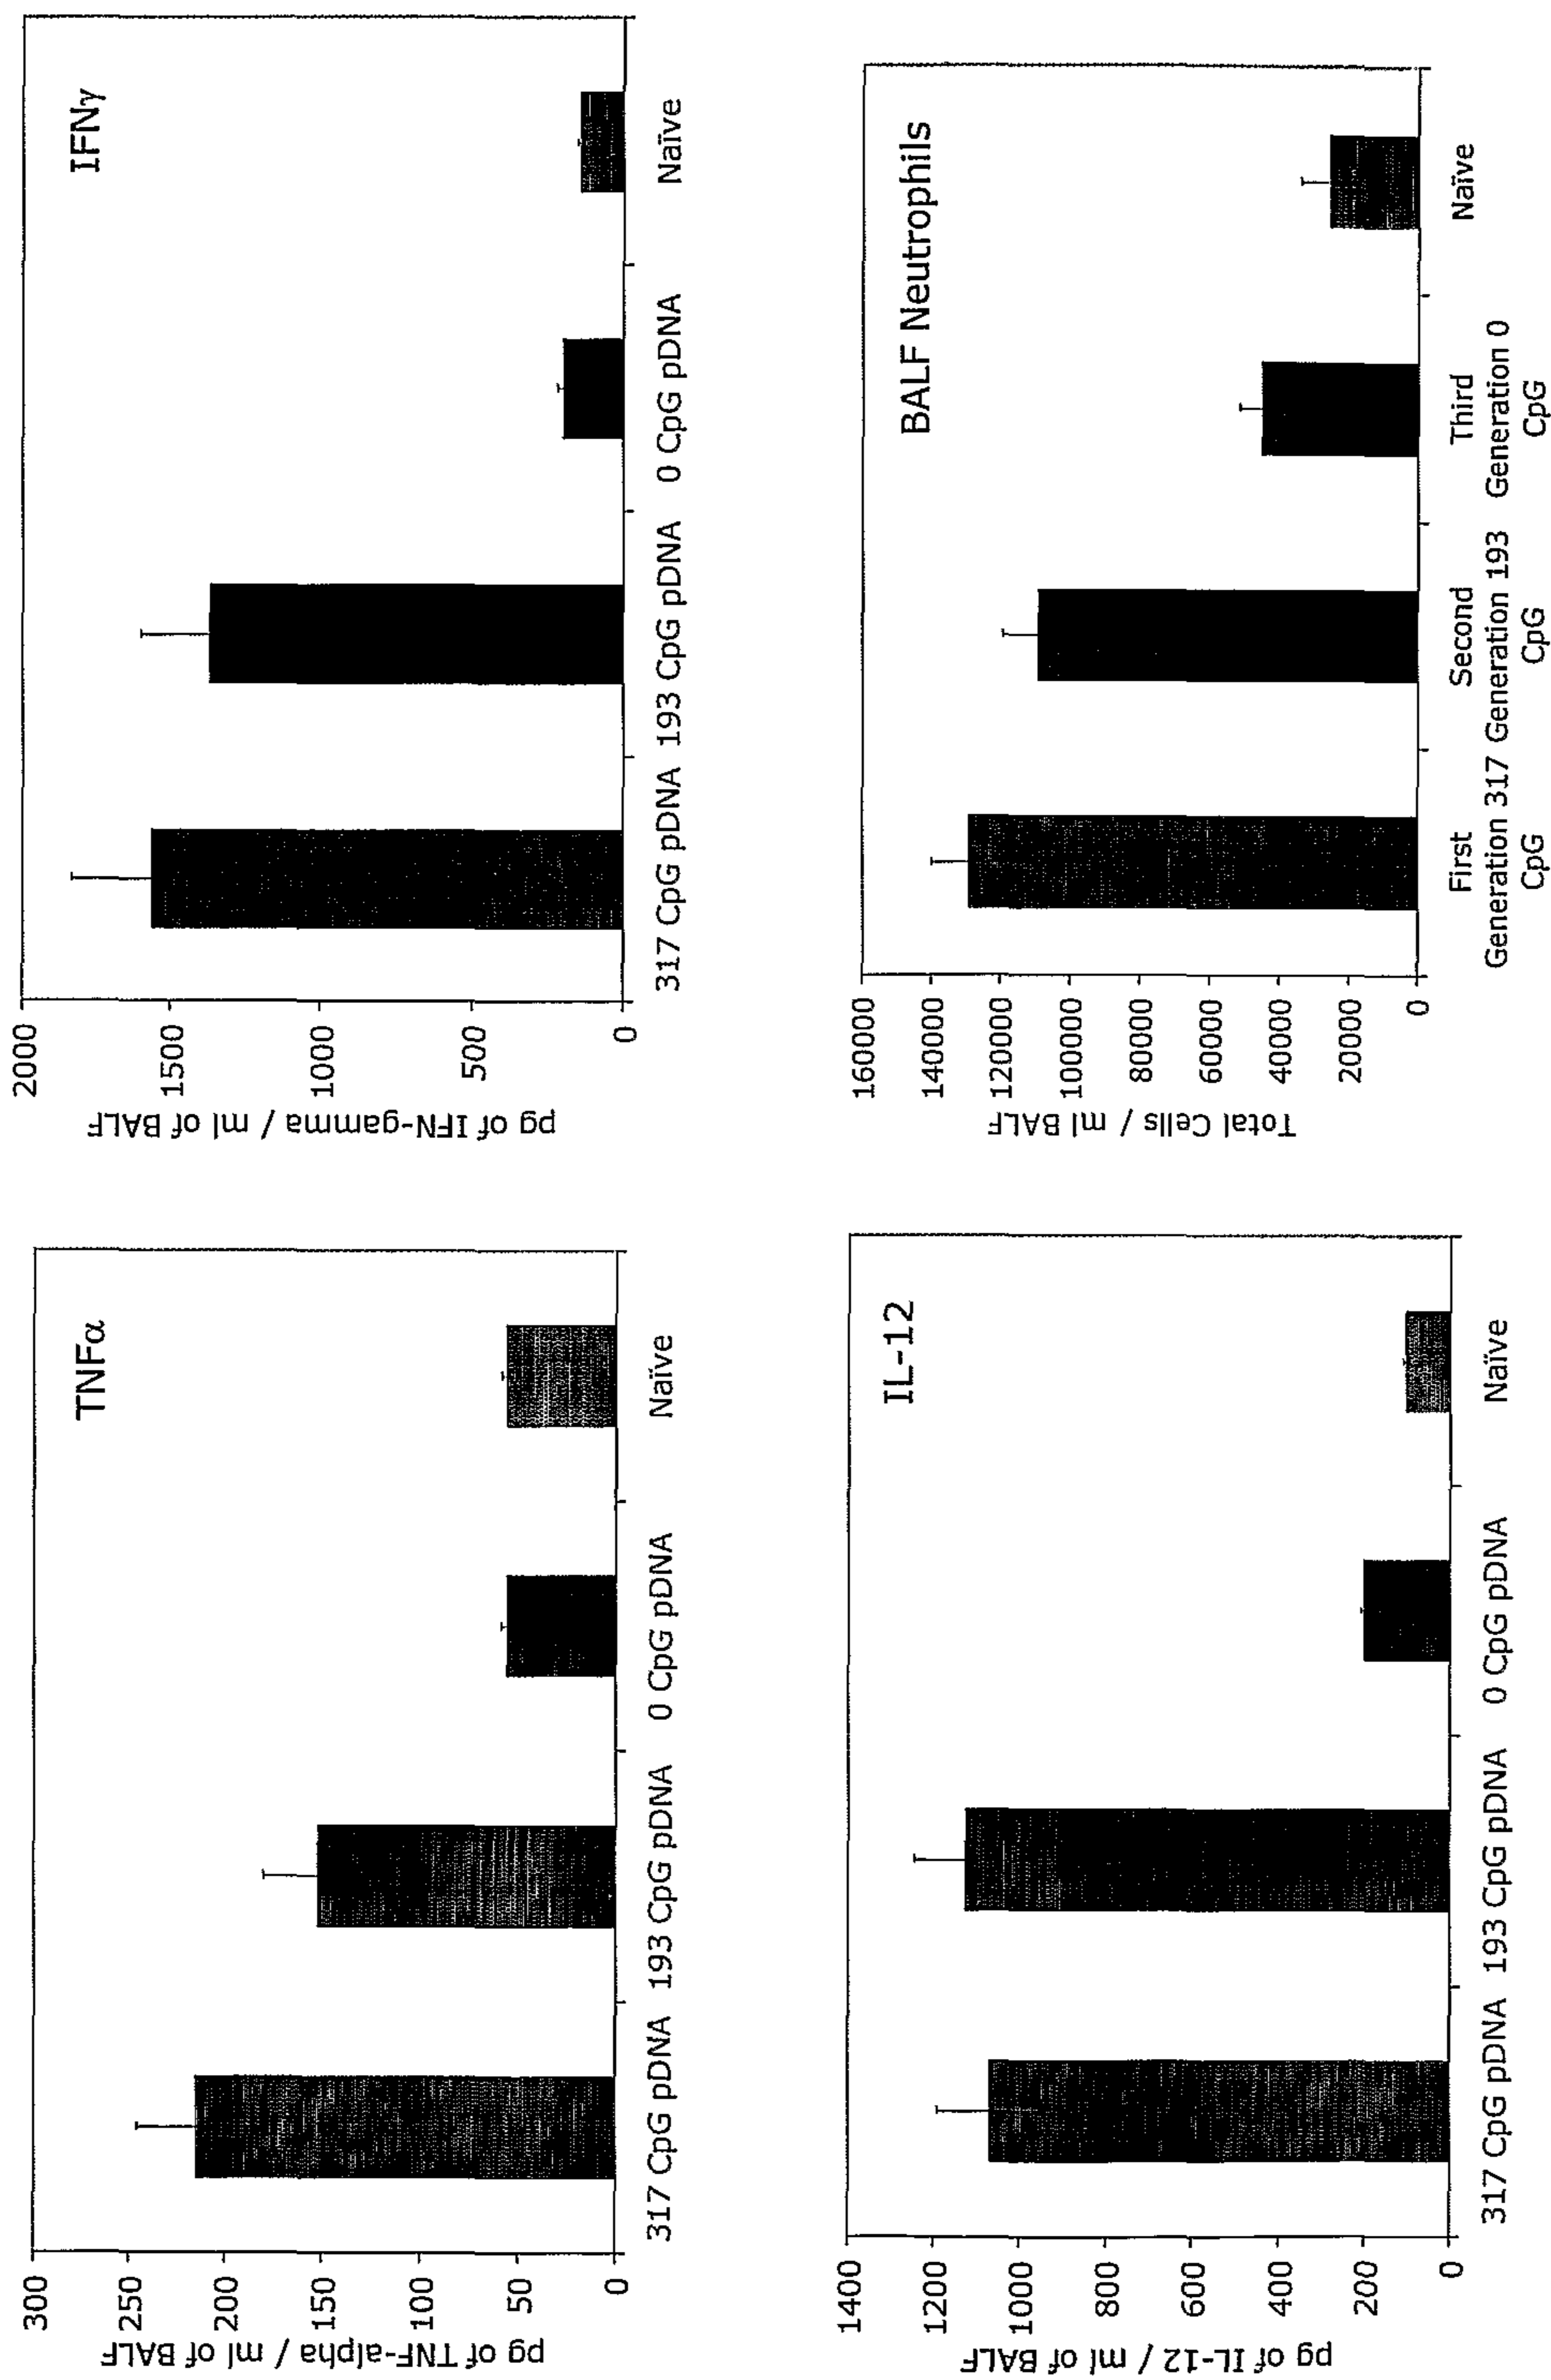 TNFα
pg of TNF-alpha / ml of BALF
300
250
200
150
100
50
0
317 CpG pDNA 193 CpG pDNA 0 CpG pDNA Naïve
IFNγ
pg of IFN-gamma / ml of BALF
2000
1500
1000
500
0
317 CpG pDNA 193 CpG pDNA 0 CpG pDNA Naïve
IL-12
pg of IL-12 / ml of BALF
1400
1200
1000
800
600
400
200
0
317 CpG pDNA 193 CpG pDNA 0 CpG pDNA Naïve
BALF Neutrophils
Total Cells / ml BALF
160000
140000
120000
100000
80000
60000
40000
20000
0
First Second Third Naïve
Generation 317 Generation 193 Generation 0
CpG CpG CpG